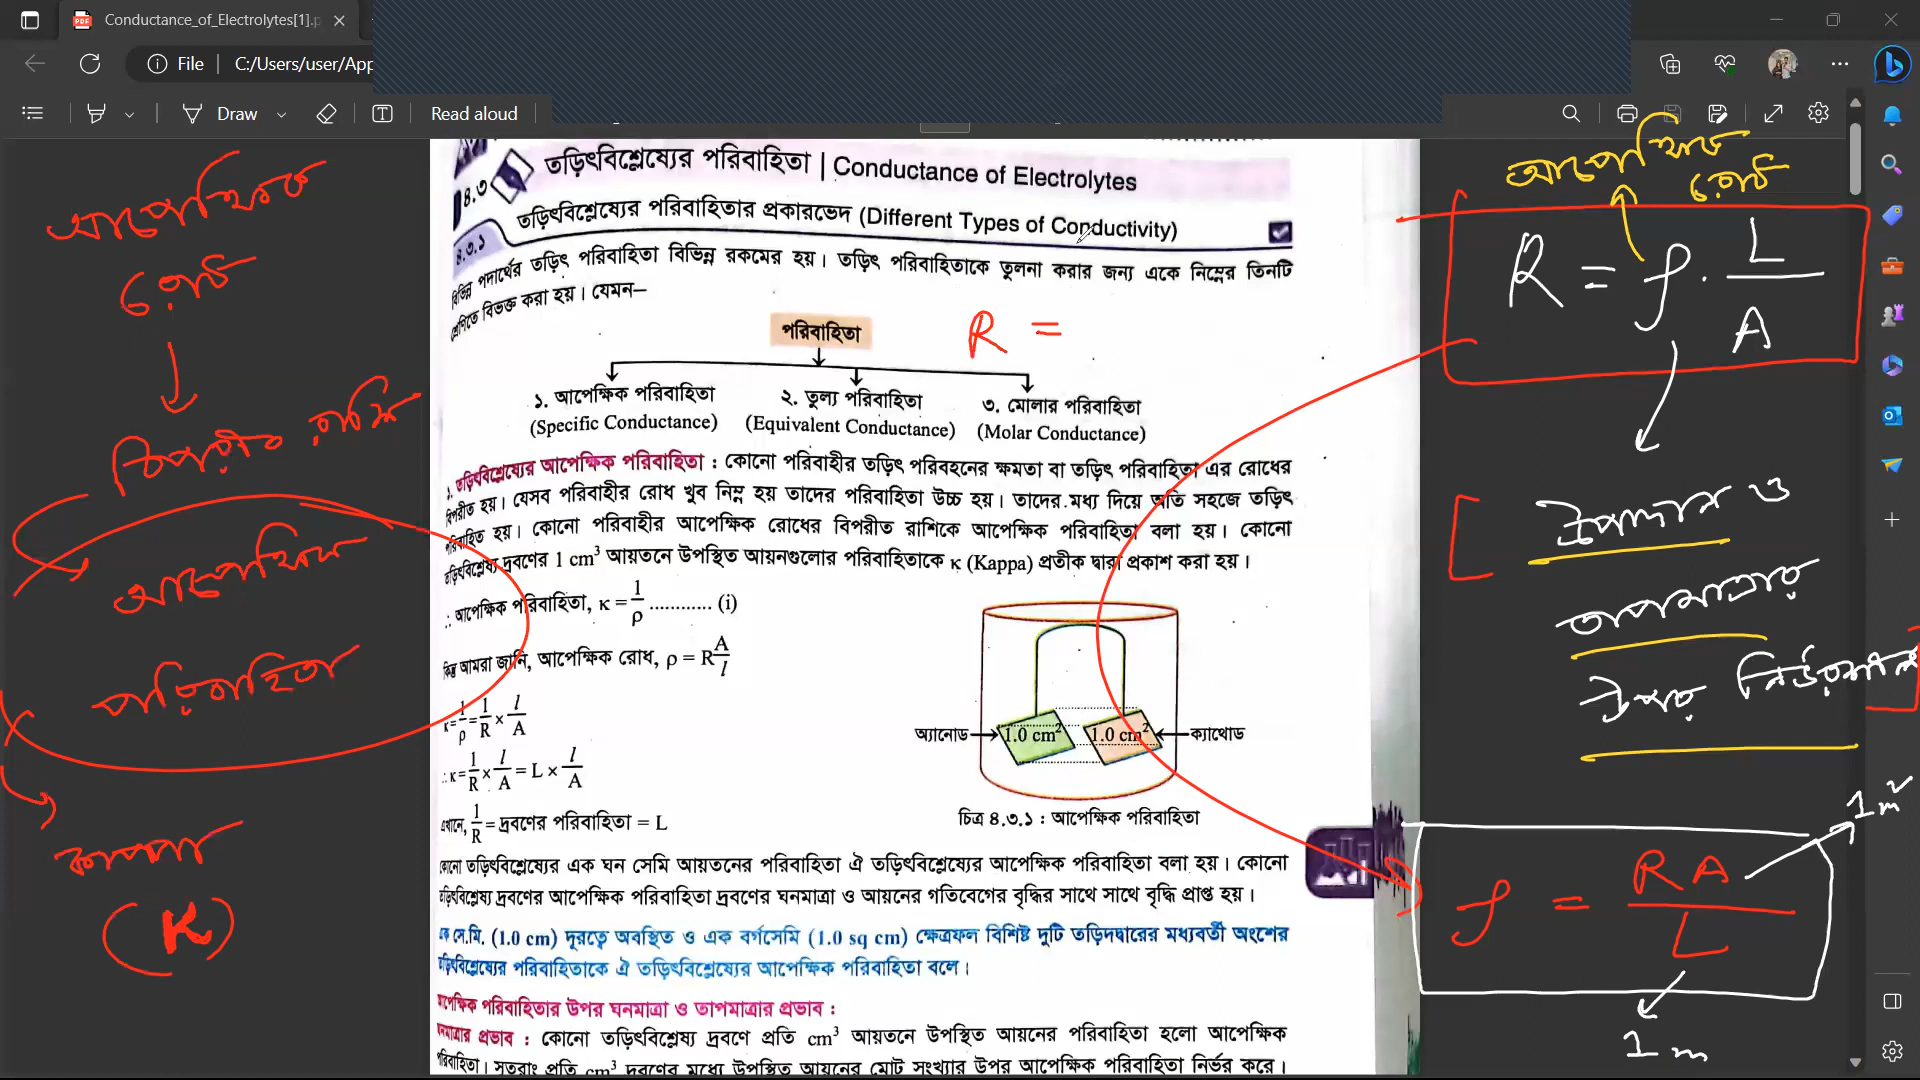 Conductance_of_Electrolytes[1].p
File
C:/Users/user/App
Draw
Read aloud
৪.৩ তড়িৎবিশ্লেষ্যের পরিবাহিতা | Conductance of Electrolytes
৪.৩.১ তড়িৎবিশ্লেষ্যের পরিবাহিতার প্রকারভেদ (Different Types of Conductivity)
বিভিন্ন পদার্থের তড়িৎ পরিবাহিতা বিভিন্ন রকমের হয়। তড়িৎ পরিবাহিতাকে তুলনা করার জন্য একে নিম্নের তিনটি
শ্রেণিতে বিভক্ত করা হয়। যেমন–
পরিবাহিতা
R =
১. আপেক্ষিক পরিবাহিতা
(Specific Conductance)
২. তুল্য পরিবাহিতা
(Equivalent Conductance)
৩. মোলার পরিবাহিতা
(Molar Conductance)
১. তড়িৎবিশ্লেষ্যের আপেক্ষিক পরিবাহিতা : কোনো পরিবাহীর তড়িৎ পরিবহনের ক্ষমতা বা তড়িৎ পরিবাহিতা এর রোধের
বিপরীত হয়। যেসব পরিবাহীর রোধ খুব নিম্ন হয় তাদের পরিবাহিতা উচ্চ হয়। তাদের মধ্য দিয়ে অতি সহজে তড়িৎ
পরিবাহিত হয়। কোনো পরিবাহীর আপেক্ষিক রোধের বিপরীত রাশিকে আপেক্ষিক পরিবাহিতা বলা হয়। কোনো
তড়িৎবিশ্লেষ্য দ্রবণের 1 cm³ আয়তনে উপস্থিত আয়নগুলোর পরিবাহিতাকে κ (Kappa) প্রতীক দ্বারা প্রকাশ করা হয়।
∴ আপেক্ষিক পরিবাহিতা, κ = 1/ρ ............ (i)
কিন্তু আমরা জানি, আপেক্ষিক রোধ, ρ = R A/l
κ = 1/ρ = 1/R × l/A
∴ κ = 1/R × l/A = L × l/A
এখানে, 1/R = দ্রবণের পরিবাহিতা = L
অ্যানোড
1.0 cm²
1.0 cm²
ক্যাথোড
চিত্র ৪.৩.১ : আপেক্ষিক পরিবাহিতা
কোনো তড়িৎবিশ্লেষ্যের এক ঘন সেমি আয়তনের পরিবাহিতা ঐ তড়িৎবিশ্লেষ্যের আপেক্ষিক পরিবাহিতা বলা হয়। কোনো
তড়িৎবিশ্লেষ্য দ্রবণের আপেক্ষিক পরিবাহিতা দ্রবণের ঘনমাত্রা ও আয়নের গতিবেগের বৃদ্ধির সাথে সাথে বৃদ্ধি প্রাপ্ত হয়।
এক সে.মি. (1.0 cm) দূরত্বে অবস্থিত ও এক বর্গসেমি (1.0 sq cm) ক্ষেত্রফল বিশিষ্ট দুটি তড়িদদ্বারের মধ্যবর্তী অংশের
তড়িৎবিশ্লেষ্যের পরিবাহিতাকে ঐ তড়িৎবিশ্লেষ্যের আপেক্ষিক পরিবাহিতা বলে।
আপেক্ষিক পরিবাহিতার উপর ঘনমাত্রা ও তাপমাত্রার প্রভাব :
ঘনমাত্রার প্রভাব : কোনো তড়িৎবিশ্লেষ্য দ্রবণে প্রতি cm³ আয়তনে উপস্থিত আয়নের পরিবাহিতা হলো আপেক্ষিক
পরিবাহিতা। সুতরাং প্রতি cm³ দ্রবণের মধ্যে উপস্থিত আয়নের মোট সংখ্যার উপর আপেক্ষিক পরিবাহিতা নির্ভর করে।
আপেক্ষিক
রোধ
বিপরীত রাশি
আপেক্ষিক
পরিবাহিতা
কাপ্পা
(K)
আপেক্ষিক
রোধ
R = ρ · L/A
উপাদান ও
তাপমাত্রার
উপর নির্ভরশীল
1m²
ρ = RA/L
1m